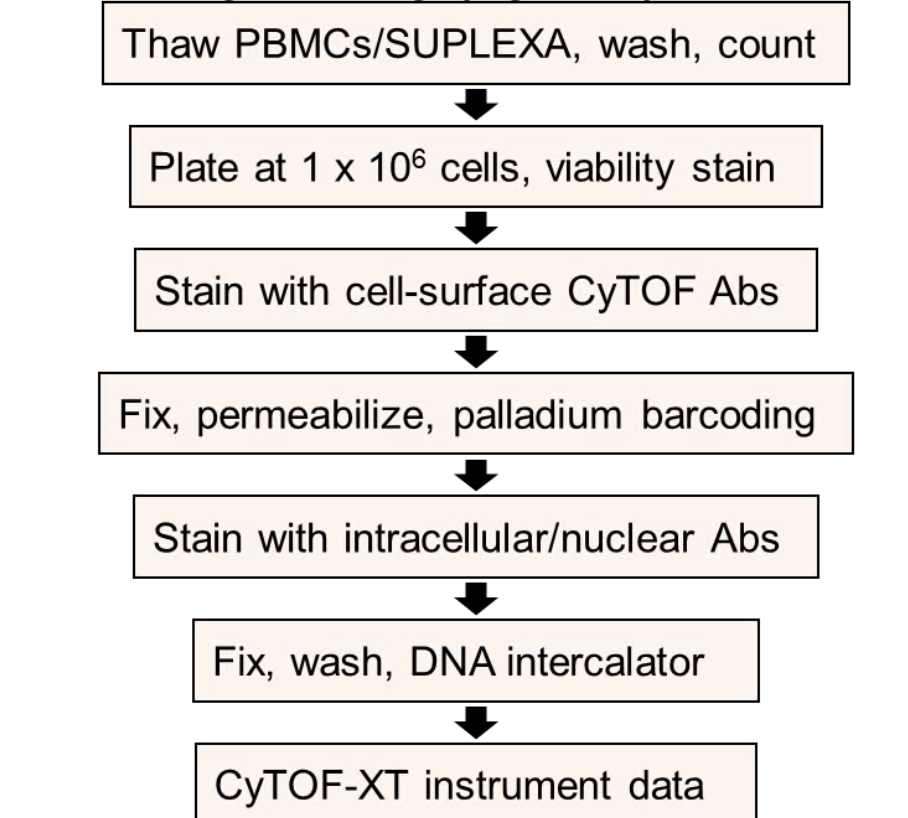 Thaw PBMCs/SUPLEXA, wash, count
Plate at 1 x 10⁶ cells, viability stain
Stain with cell-surface CyTOF Abs
Fix, permeabilize, palladium barcoding
Stain with intracellular/nuclear Abs
Fix, wash, DNA intercalator
CyTOF-XT instrument data